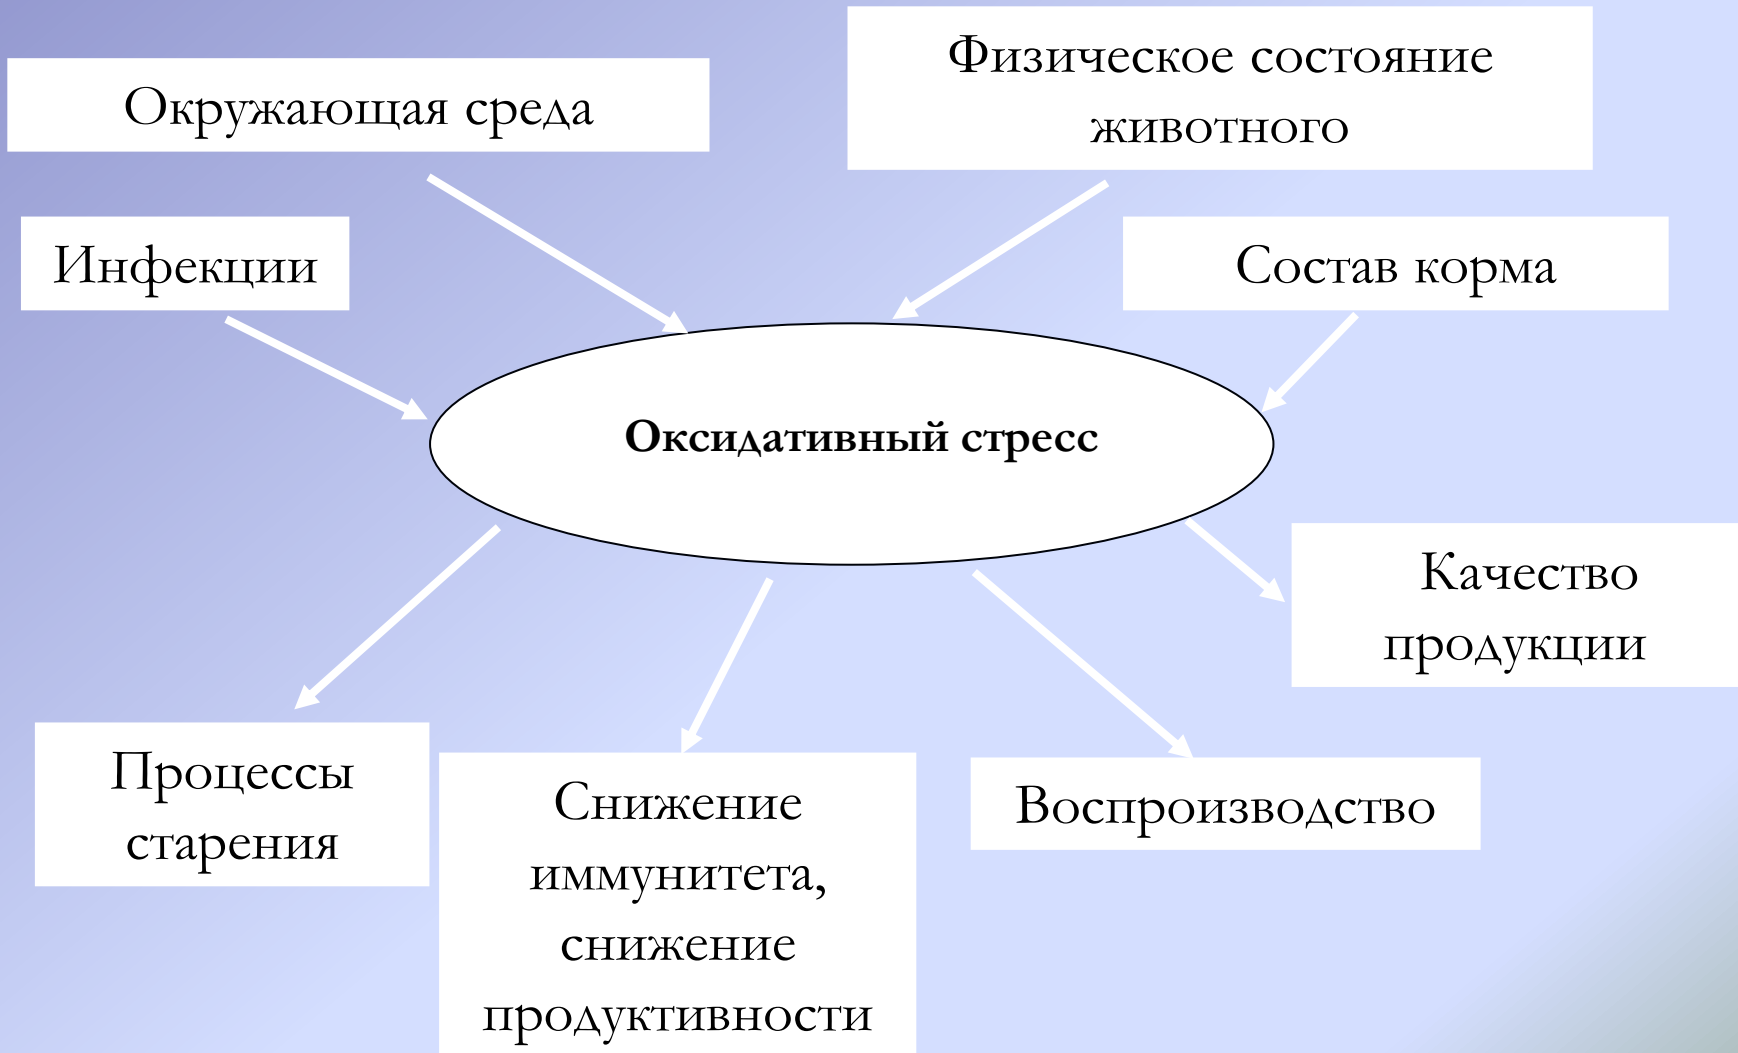 Окружающая среда
Физическое состояние
животного
Инфекции
Состав корма
Оксидативный стресс
Качество
продукции
Процессы
старения
Снижение
иммунитета,
снижение
продуктивности
Воспроизводство